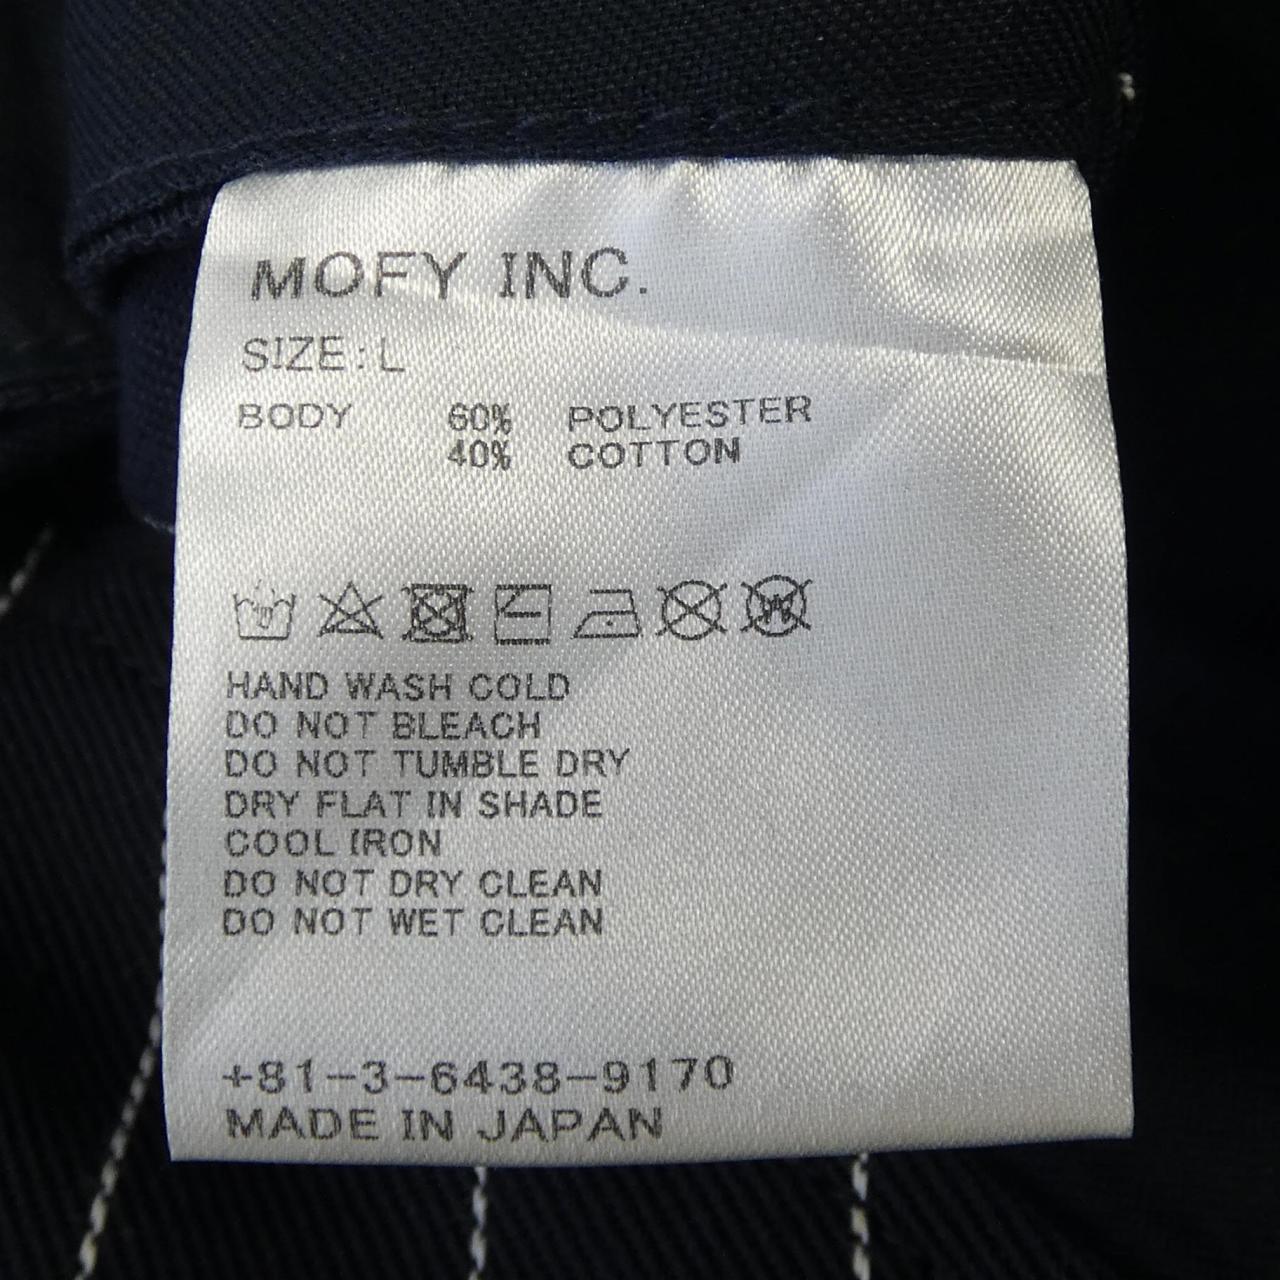 MOFY INC.
SIZE:L
BODY 60% POLYESTER
40% COTTON
HAND WASH COLD
DO NOT BLEACH
DO NOT TUMBLE DRY
DRY FLAT IN SHADE
COOL IRON
DO NOT DRY CLEAN
DO NOT WET CLEAN
+81-3-6438-9170
MADE IN JAPAN